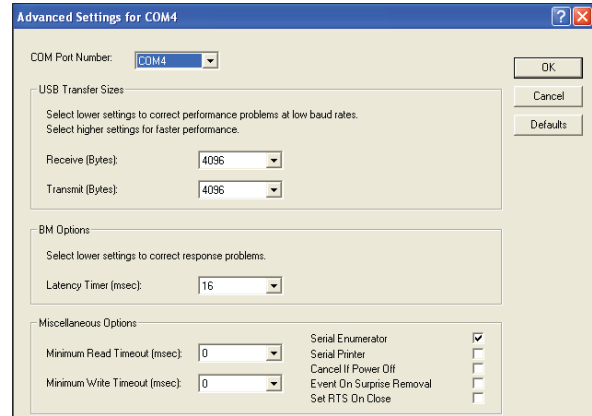 Advanced Settings for COM4
COM Port Number: COM4
OK
Cancel
Defaults
USB Transfer Sizes
Select lower settings to correct performance problems at low baud rates.
Select higher settings for faster performance.
Receive (Bytes): 4096
Transmit (Bytes): 4096
BM Options
Select lower settings to correct response problems.
Latency Timer (msec): 16
Miscellaneous Options
Minimum Read Timeout (msec): 0
Minimum Write Timeout (msec): 0
Serial Enumerator
Serial Printer
Cancel If Power Off
Event On Surprise Removal
Set RTS On Close